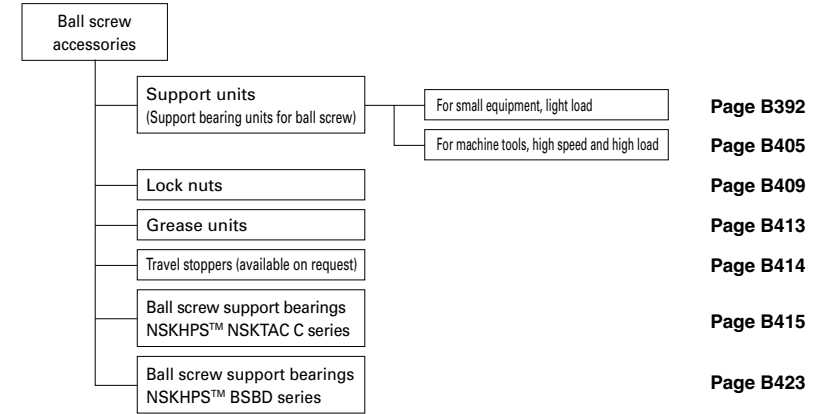 Ball screw
accessories
Support units
(Support bearing units for ball screw)
For small equipment, light load
Page B392
For machine tools, high speed and high load
Page B405
Lock nuts
Page B409
Grease units
Page B413
Travel stoppers (available on request)
Page B414
Ball screw support bearings
NSKHPS™ NSKTAC C series
Page B415
Ball screw support bearings
NSKHPS™ BSBD series
Page B423